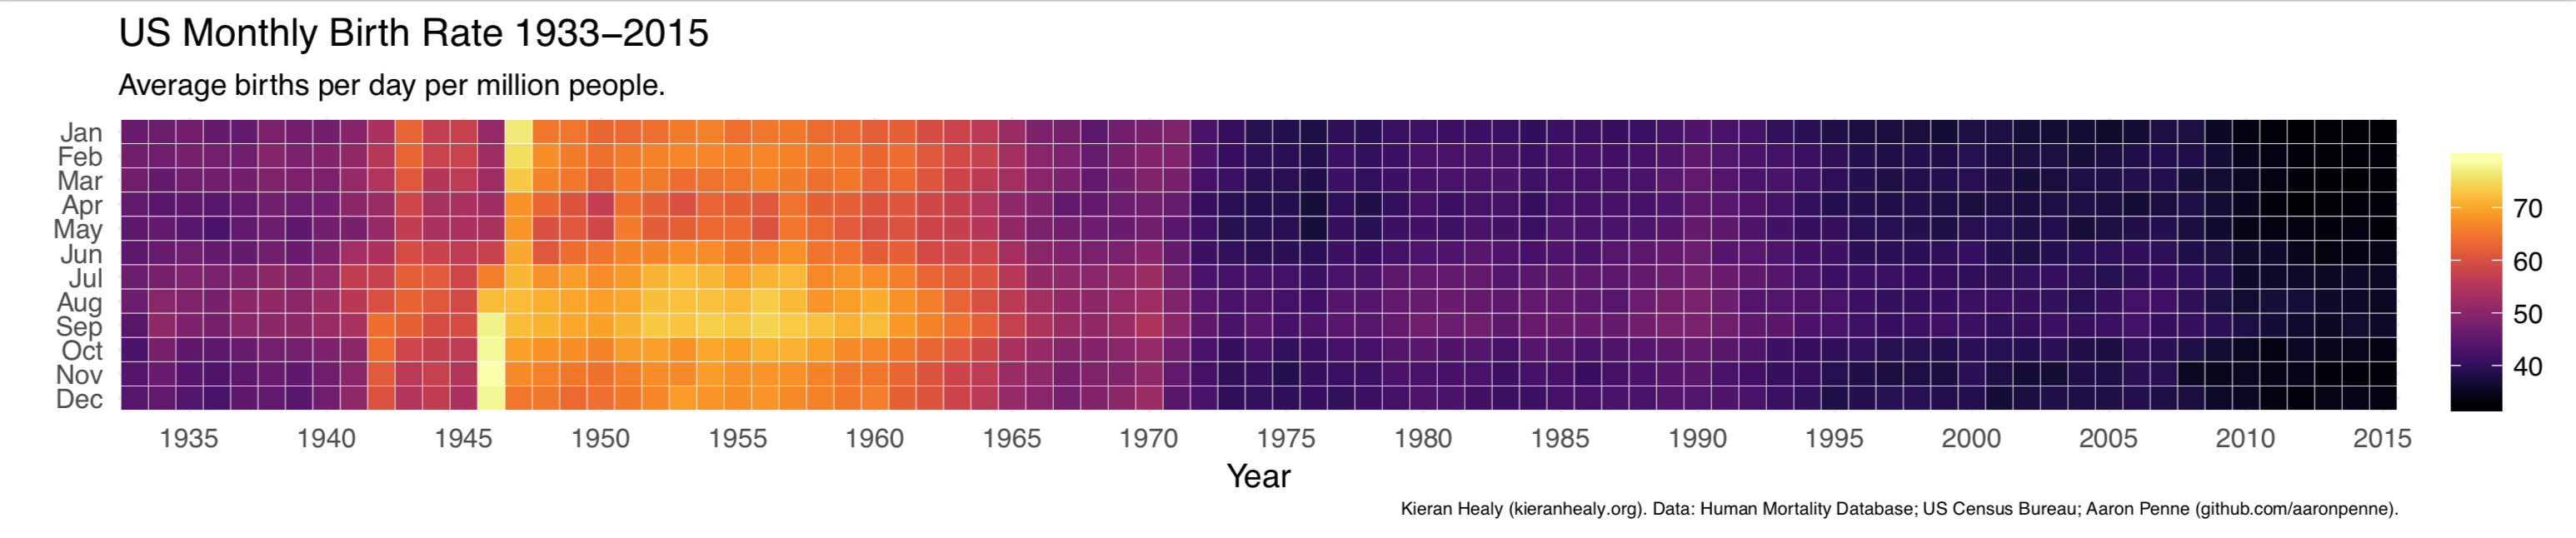 US Monthly Birth Rate 1933–2015
Average births per day per million people.
Jan
Feb
Mar
Apr
May
Jun
Jul
Aug
Sep
Oct
Nov
Dec
70
60
50
40
1935 1940 1945 1950 1955 1960 1965 1970 1975 1980 1985 1990 1995 2000 2005 2010 2015
Year
Kieran Healy (kieranhealy.org). Data: Human Mortality Database; US Census Bureau; Aaron Penne (github.com/aaronpenne).